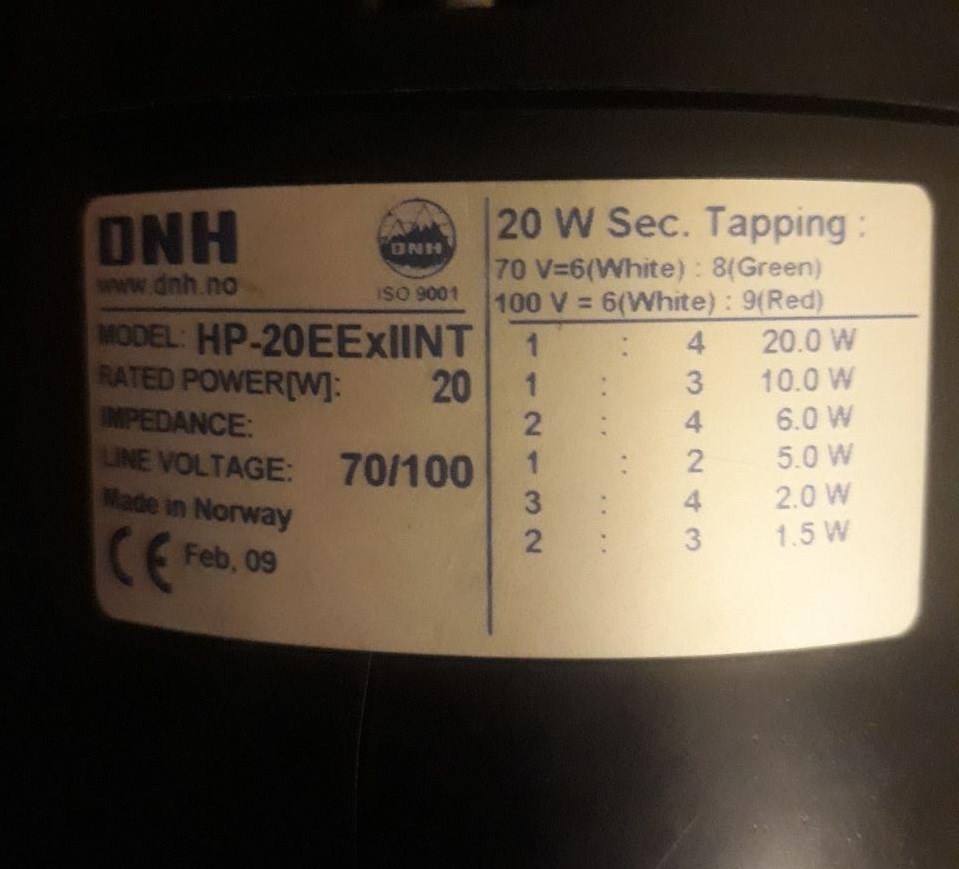 DNH
www.dnh.no
DNH
ISO 9001
MODEL: HP-20EExIINT
RATED POWER[W]: 20
IMPEDANCE:
LINE VOLTAGE: 70/100
Made in Norway
CE Feb, 09
20 W Sec. Tapping :
70 V=6(White) : 8(Green)
100 V = 6(White) : 9(Red)
1 : 4 20.0 W
1 : 3 10.0 W
2 : 4 6.0 W
1 : 2 5.0 W
3 : 4 2.0 W
2 : 3 1.5 W